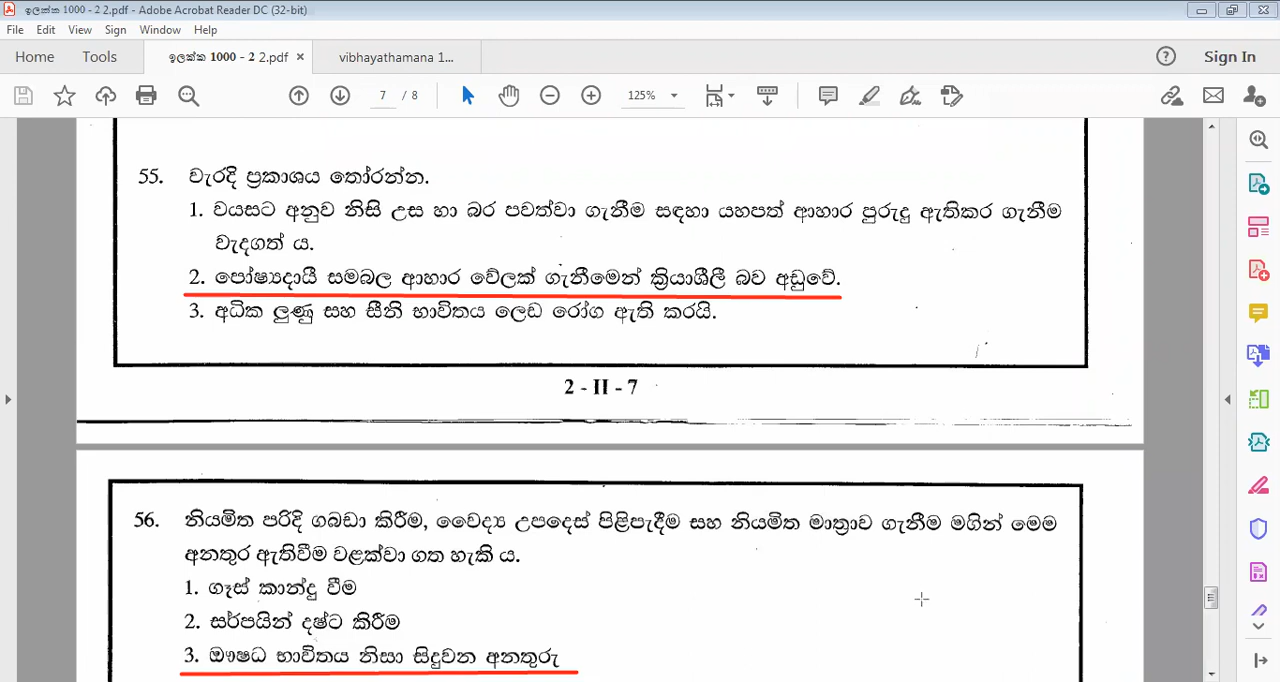 ඉලක්ක 1000 - 2 2.pdf - Adobe Acrobat Reader DC (32-bit)
File Edit View Sign Window Help
Home Tools ඉලක්ක 1000 - 2 2.pdf × vibhayathamana 1... Sign In
7 / 8 125%
55. වැරදි ප්‍රකාශය තෝරන්න.
1. වයසට අනුව නිසි උස හා බර පවත්වා ගැනීම සඳහා යහපත් ආහාර පුරුදු ඇතිකර ගැනීම
වැදගත් ය.
2. පෝෂ්‍යදායී සමබල ආහාර වේලක් ගැනීමෙන් ක්‍රියාශීලී බව අඩුවේ.
3. අධික ලුණු සහ සීනි භාවිතය ලෙඩ රෝග ඇති කරයි.
2 - II - 7
56. නියමිත පරිදි ගබඩා කිරීම, වෛද්‍ය උපදෙස් පිළිපැදීම සහ නියමිත මාත්‍රාව ගැනීම මගින් මෙම
අනතුර ඇතිවීම වළක්වා ගත හැකි ය.
1. ගෑස් කාන්දු වීම
2. සර්පයින් දෂ්ට කිරීම
3. ඖෂධ භාවිතය නිසා සිදුවන අනතුරු